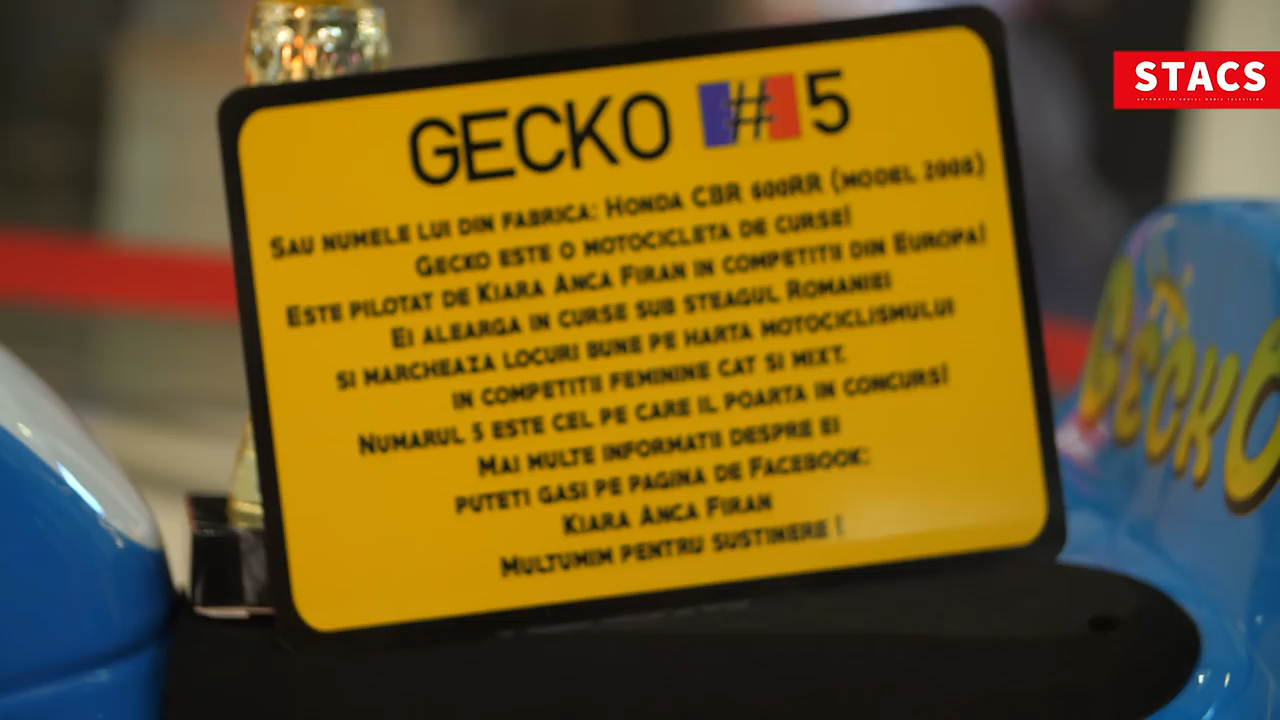 STACS
GECKO #5
SAU NUMELE LUI DIN FABRICA: HONDA CBR 600RR (MODEL 2008)
GECKO ESTE O MOTOCICLETA DE CURSE!
ESTE PILOTAT DE KIARA ANCA FIRAN IN COMPETITII DIN EUROPA!
EI ALEARGA IN CURSE SUB STEAGUL ROMANIEI
SI MARCHEAZA LOCURI BUNE PE HARTA MOTOCICLISMULUI
IN COMPETITII FEMININE CAT SI MIXT.
NUMARUL 5 ESTE CEL PE CARE IL POARTA IN CONCURS!
MAI MULTE INFORMATII DESPRE EI
PUTETI GASI PE PAGINA DE FACEBOOK:
KIARA ANCA FIRAN
MULTUMIM PENTRU SUSTINERE !
GECKO